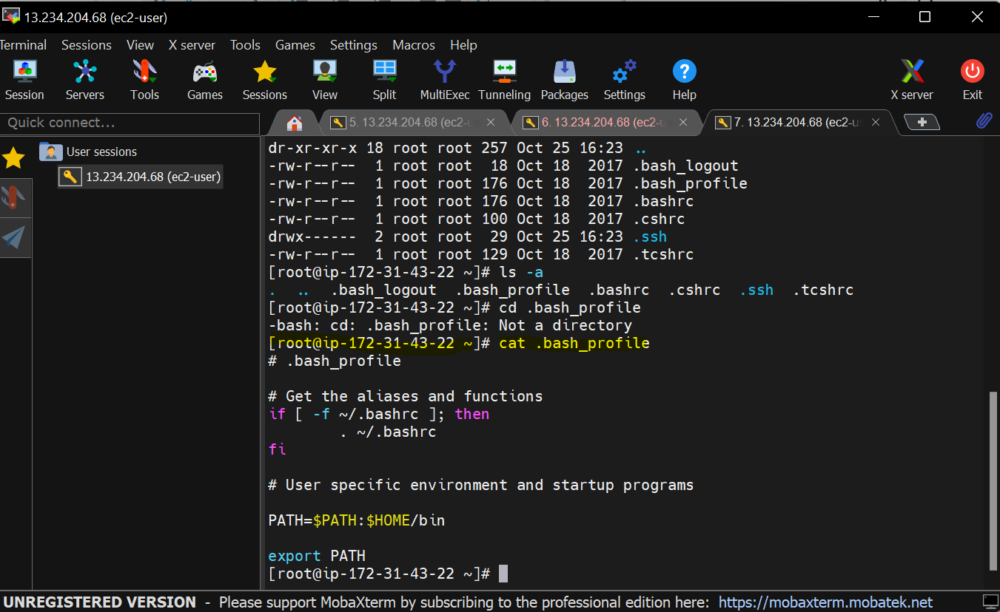 13.234.204.68 (ec2-user)
Terminal Sessions View X server Tools Games Settings Macros Help
Session Servers Tools Games Sessions View Split MultiExec Tunneling Packages Settings Help X server Exit
Quick connect...
5. 13.234.204.68 (ec2-us
6. 13.234.204.68 (ec2-us
7. 13.234.204.68 (ec2-us
User sessions
13.234.204.68 (ec2-user)
dr-xr-xr-x 18 root root 257 Oct 25 16:23 ..
-rw-r--r--  1 root root  18 Oct 18  2017 .bash_logout
-rw-r--r--  1 root root 176 Oct 18  2017 .bash_profile
-rw-r--r--  1 root root 176 Oct 18  2017 .bashrc
-rw-r--r--  1 root root 100 Oct 18  2017 .cshrc
drwx------  2 root root  29 Oct 25 16:23 .ssh
-rw-r--r--  1 root root 129 Oct 18  2017 .tcshrc
[root@ip-172-31-43-22 ~]# ls -a
.  ..  .bash_logout  .bash_profile  .bashrc  .cshrc  .ssh  .tcshrc
[root@ip-172-31-43-22 ~]# cd .bash_profile
-bash: cd: .bash_profile: Not a directory
[root@ip-172-31-43-22 ~]# cat .bash_profile
# .bash_profile
# Get the aliases and functions
if [ -f ~/.bashrc ]; then
        . ~/.bashrc
fi
# User specific environment and startup programs
PATH=$PATH:$HOME/bin
export PATH
[root@ip-172-31-43-22 ~]#
UNREGISTERED VERSION - Please support MobaXterm by subscribing to the professional edition here: https://mobaxterm.mobatek.net